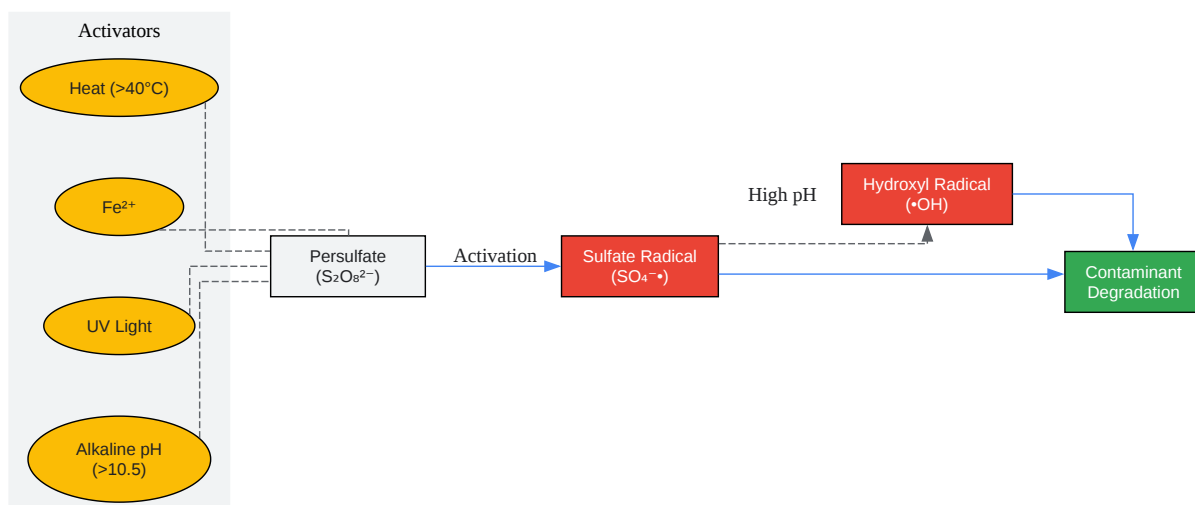 Activators
Heat (>40°C)
Fe²⁺
UV Light
Alkaline pH
(>10.5)
Persulfate
(S₂O₈²⁻)
Activation
Sulfate Radical
(SO₄⁻•)
High pH
Hydroxyl Radical
(•OH)
Contaminant
Degradation